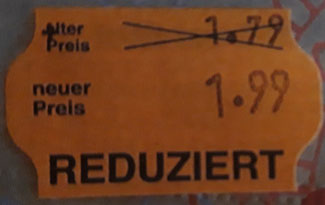 alter 1.79
Preis
neuer 1.99
Preis
REDUZIERT